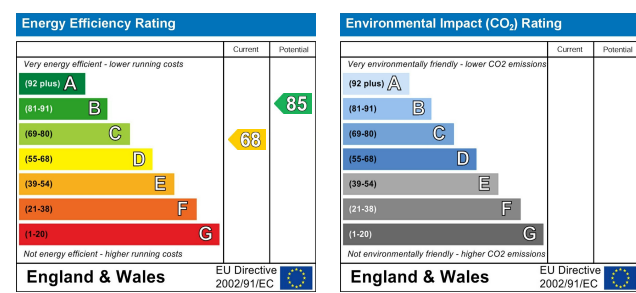 Energy Efficiency Rating
Current Potential
Very energy efficient - lower running costs
(92 plus) A
(81-91) B
85
(69-80) C
68
(55-68) D
(39-54) E
(21-38) F
(1-20) G
Not energy efficient - higher running costs
England & Wales
EU Directive
2002/91/EC
Environmental Impact (CO₂) Rating
Current Potential
Very environmentally friendly - lower CO2 emissions
(92 plus) A
(81-91) B
(69-80) C
(55-68) D
(39-54) E
(21-38) F
(1-20) G
Not environmentally friendly - higher CO2 emissions
England & Wales
EU Directive
2002/91/EC